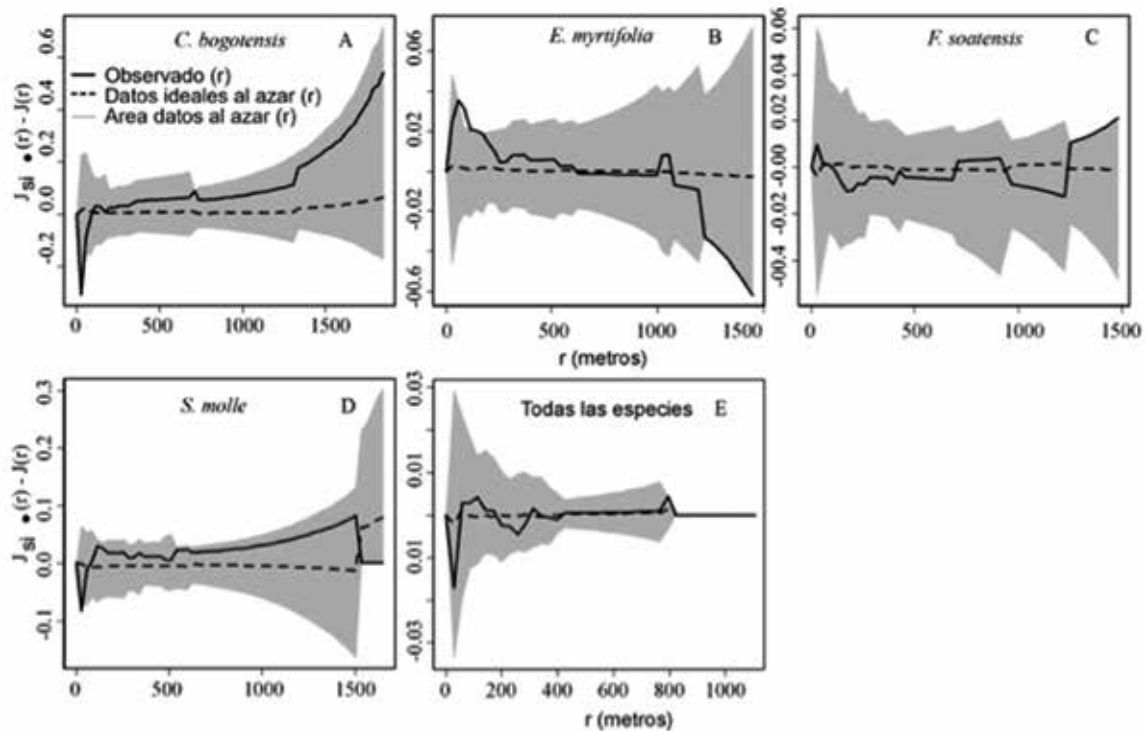 C. bogotensis A
Observado (r)
Datos ideales al azar (r)
Area datos al azar (r)
J si • (r) - J(r)
0.6
0.4
0.2
0.0
-0.2
0 500 1000 1500
E. myrtifolia B
0.06
0.02
-0.02
-00.6
0 500 1000 1500
r (metros)
F. soatensis C
0.06
0.04
0.02
-0.00
-0.02
-00.4
0 500 1000 1500
S. molle D
J si • (r) - J(r)
0.3
0.2
0.1
0.0
-0.1
0 500 1000 1500
Todas las especies E
0.03
0.01
0.01
-0.03
0 200 400 600 800 1000
r (metros)